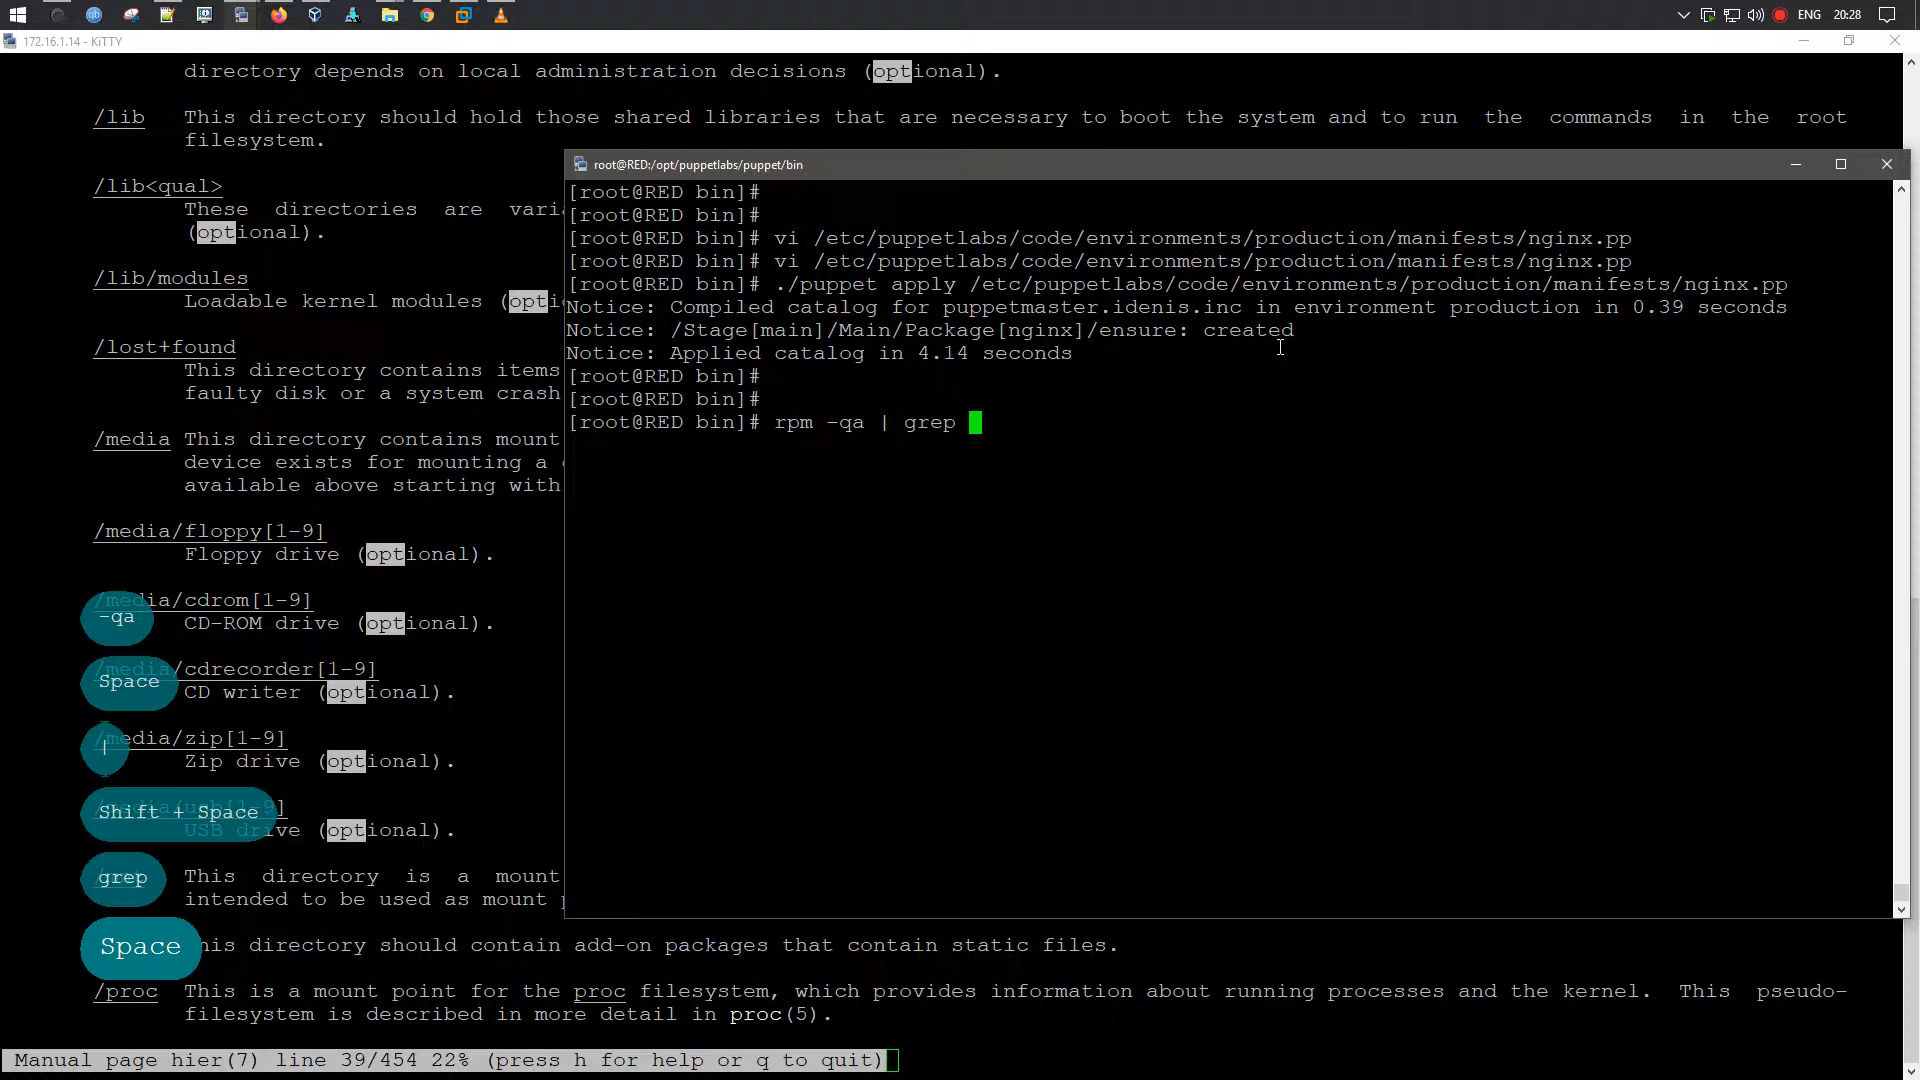 ENG 20:28
172.16.1.14 - KiTTY
directory depends on local administration decisions (optional).
/lib This directory should hold those shared libraries that are necessary to boot the system and to run the commands in the root
filesystem.
/lib<qual>
These directories are
(optional).
/lib/modules
Loadable kernel modules
/lost+found
This directory contains items
faulty disk or a system crash
/media This directory contains mount
device exists for mounting a
available above starting with
/media/floppy[1-9]
Floppy drive (optional).
/media/cdrom[1-9]
CD-ROM drive (optional).
/media/cdrecorder[1-9]
CD writer (optional).
/media/zip[1-9]
Zip drive (optional).
/media/usb[1-9]
USB drive (optional).
This directory is a mount
intended to be used as mount
This directory should contain add-on packages that contain static files.
/proc This is a mount point for the proc filesystem, which provides information about running processes and the kernel. This pseudo-
filesystem is described in more detail in proc(5).
Manual page hier(7) line 39/454 22% (press h for help or q to quit)
root@RED:/opt/puppetlabs/puppet/bin
[root@RED bin]#
[root@RED bin]#
[root@RED bin]# vi /etc/puppetlabs/code/environments/production/manifests/nginx.pp
[root@RED bin]# vi /etc/puppetlabs/code/environments/production/manifests/nginx.pp
[root@RED bin]# ./puppet apply /etc/puppetlabs/code/environments/production/manifests/nginx.pp
Notice: Compiled catalog for puppetmaster.idenis.inc in environment production in 0.39 seconds
Notice: /Stage[main]/Main/Package[nginx]/ensure: created
Notice: Applied catalog in 4.14 seconds
[root@RED bin]#
[root@RED bin]#
[root@RED bin]# rpm -qa | grep
-qa
Space
|
Shift + Space
grep
Space